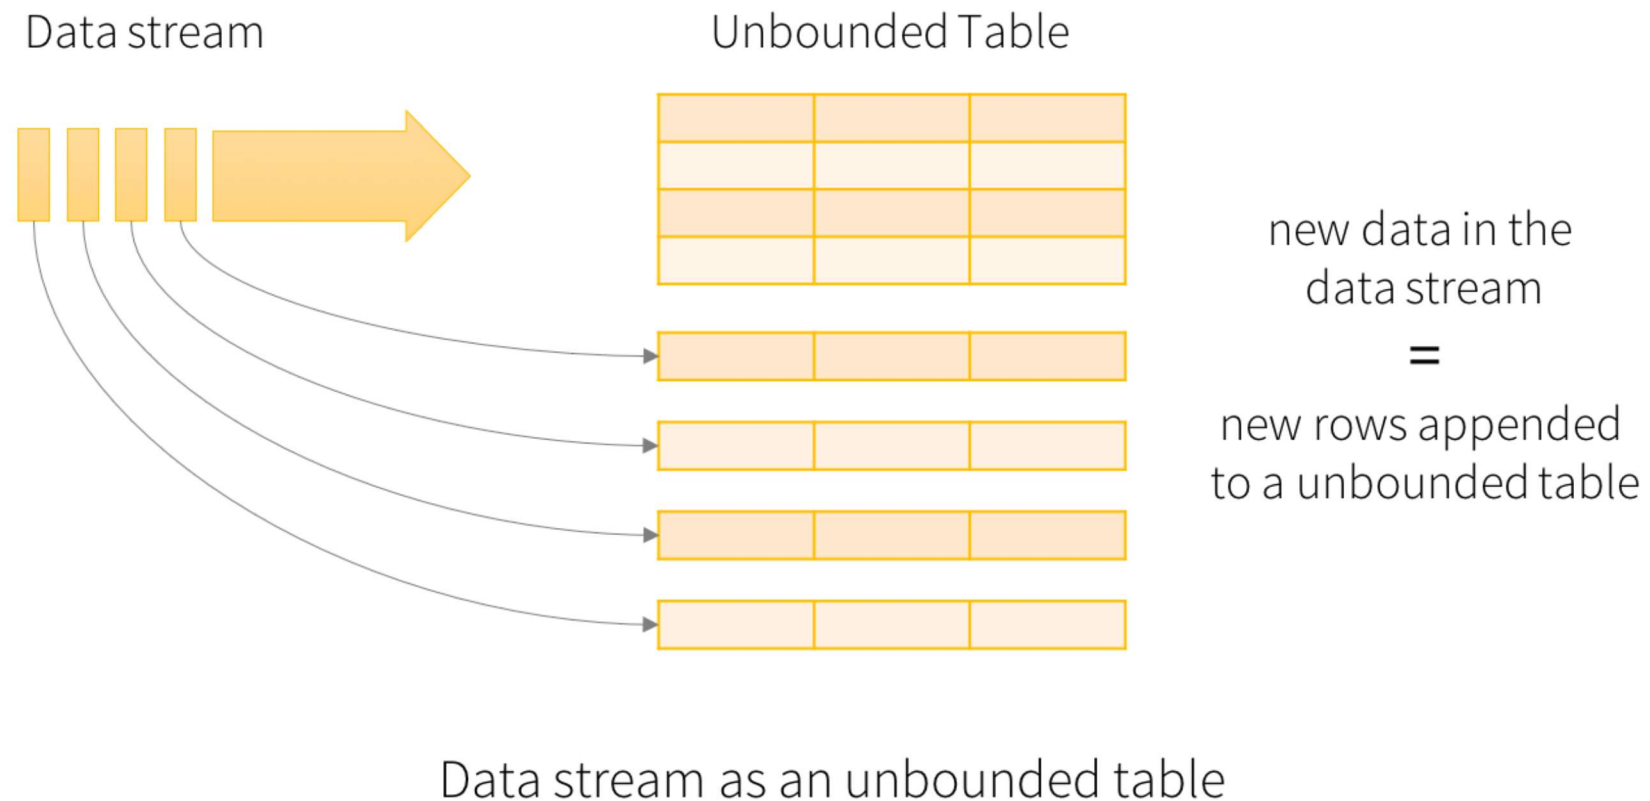 Data stream
Unbounded Table
new data in the
data stream
=
new rows appended
to a unbounded table
Data stream as an unbounded table